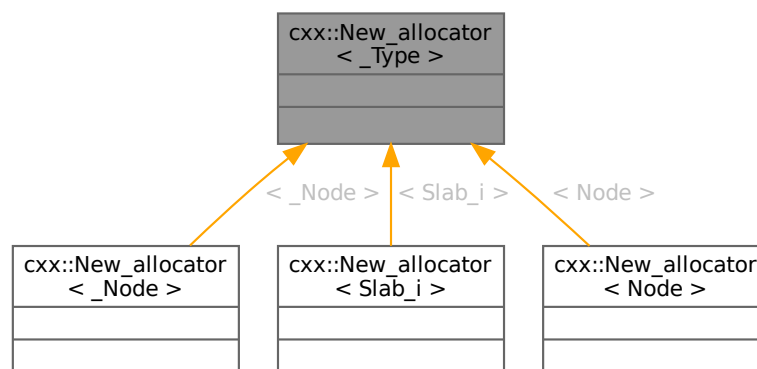 cxx::New_allocator
< _Type >
< _Node >
< Slab_i >
< Node >
cxx::New_allocator
< _Node >
cxx::New_allocator
< Slab_i >
cxx::New_allocator
< Node >